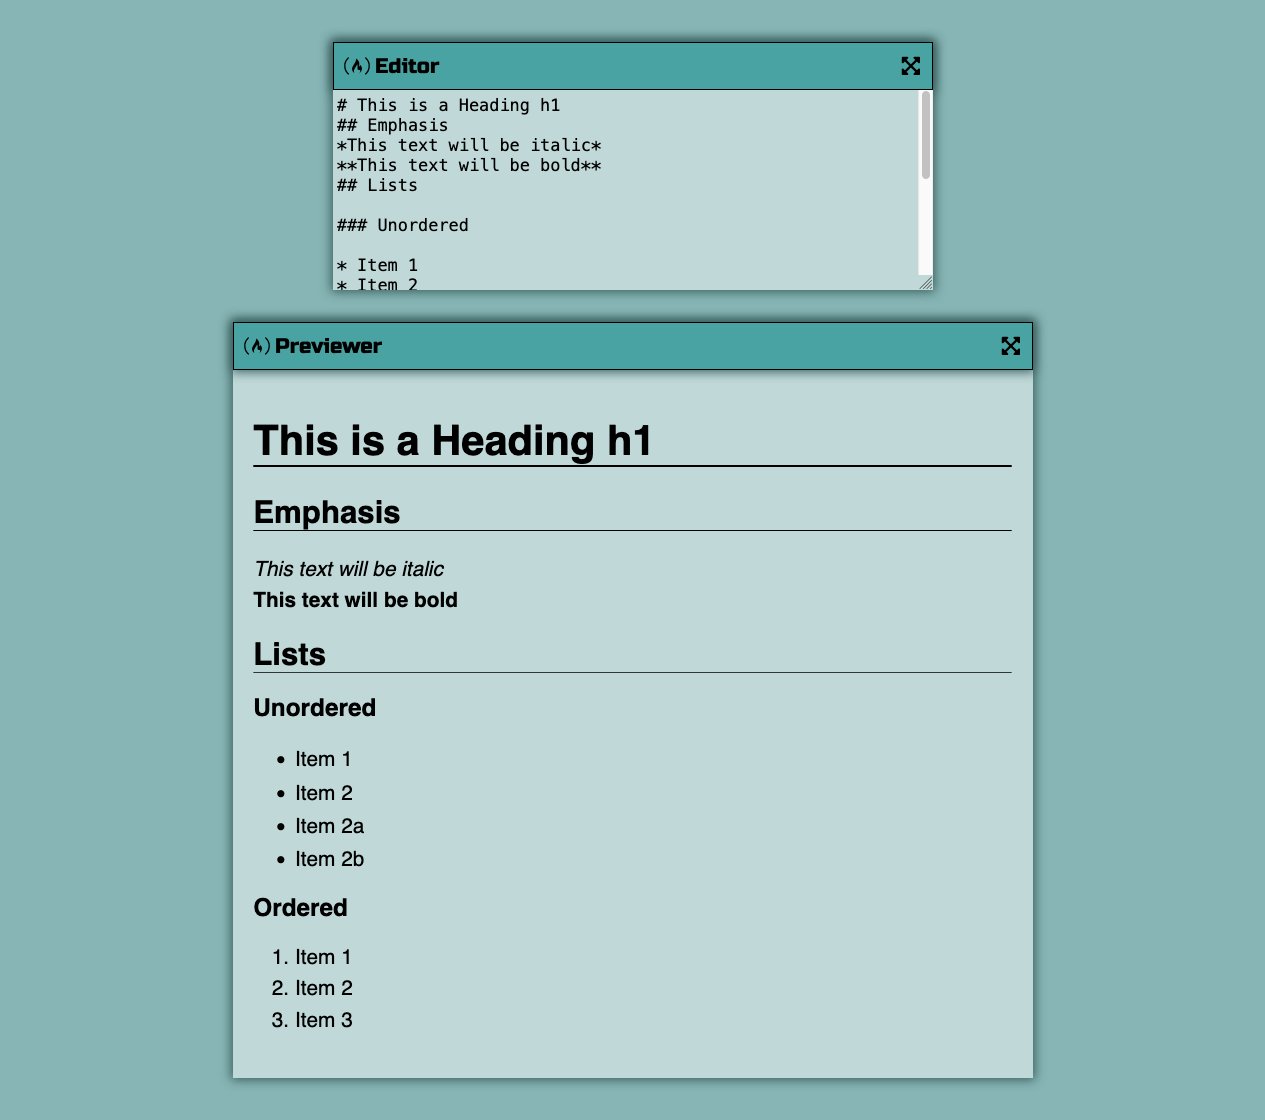 Editor
# This is a Heading h1
## Emphasis
*This text will be italic*
**This text will be bold**
## Lists
### Unordered
* Item 1
* Item 2
Previewer
This is a Heading h1
Emphasis
This text will be italic
This text will be bold
Lists
Unordered
• Item 1
• Item 2
• Item 2a
• Item 2b
Ordered
1. Item 1
2. Item 2
3. Item 3